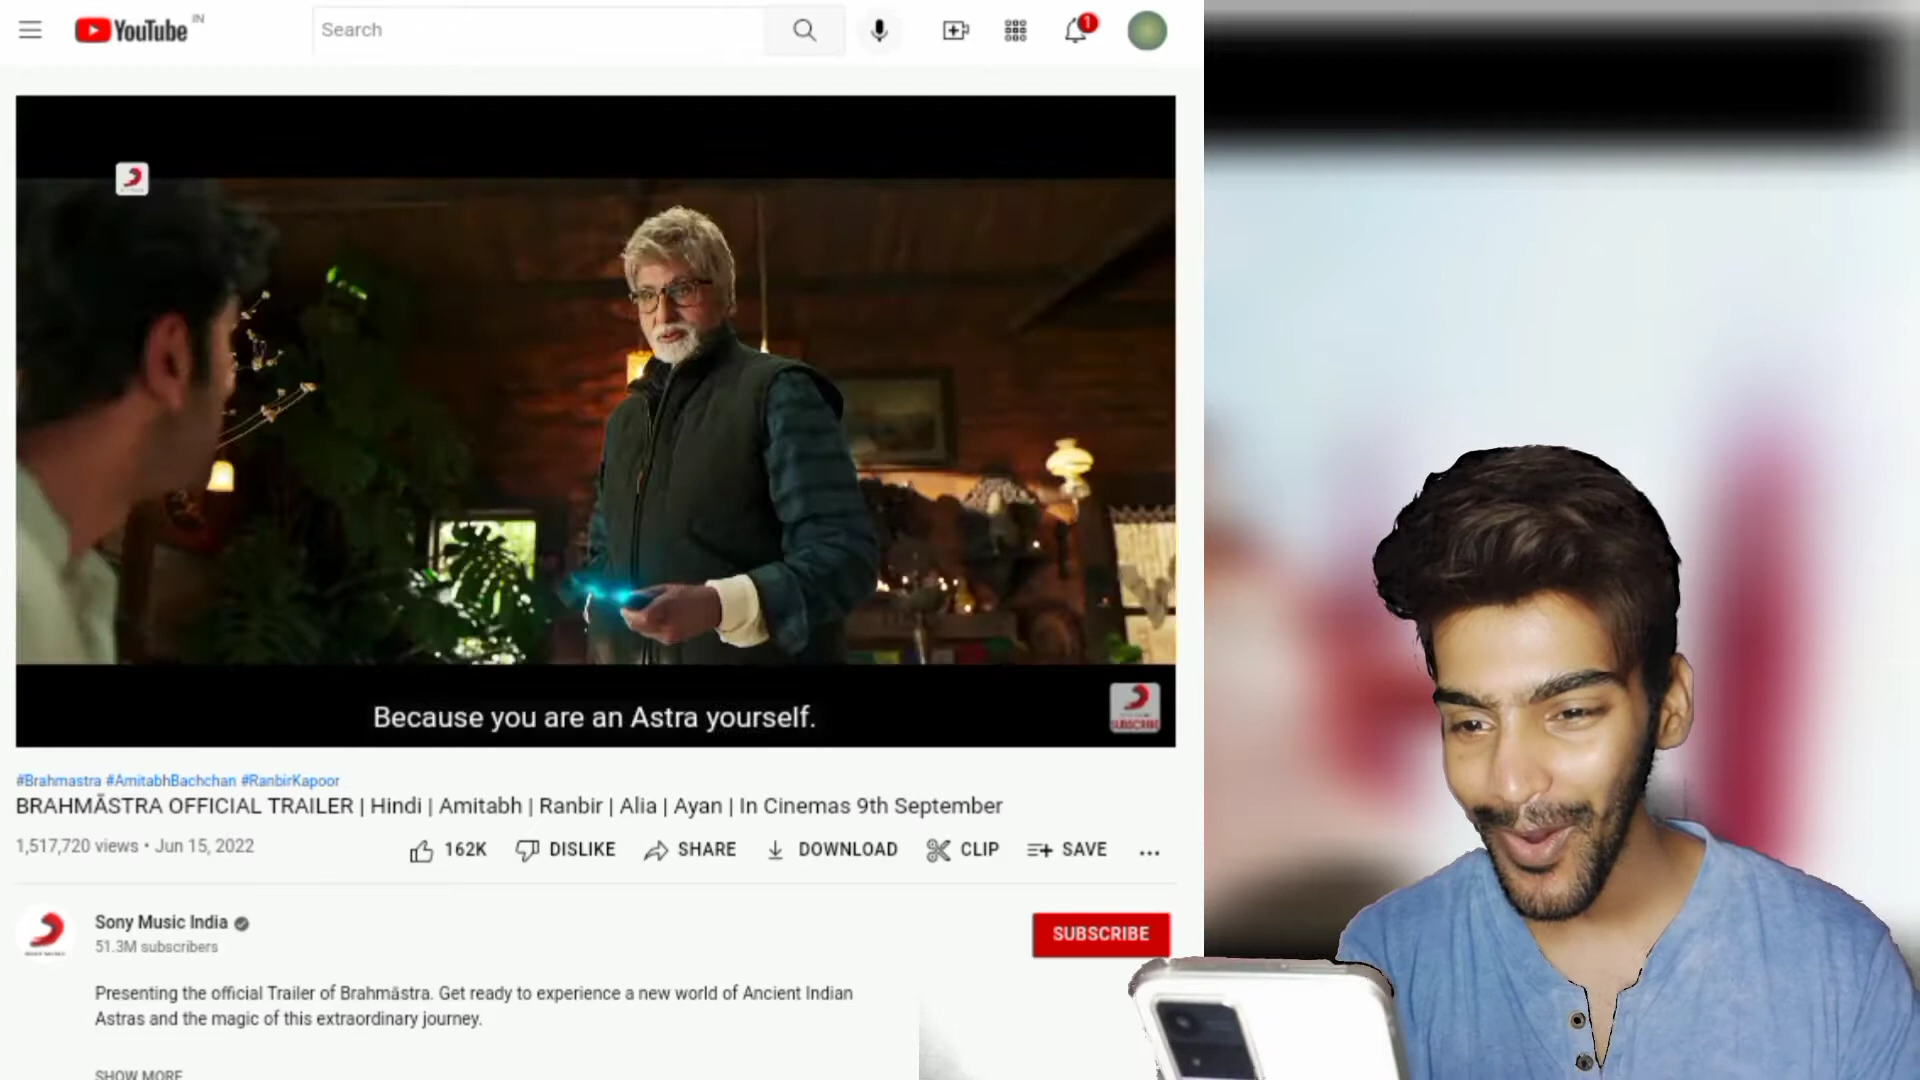 YouTube IN
Search
1
Because you are an Astra yourself.
SUBSCRIBE
#Brahmastra #AmitabhBachchan #RanbirKapoor
BRAHMĀSTRA OFFICIAL TRAILER | Hindi | Amitabh | Ranbir | Alia | Ayan | In Cinemas 9th September
1,517,720 views • Jun 15, 2022
162K DISLIKE SHARE DOWNLOAD CLIP SAVE ...
Sony Music India
51.3M subscribers
SUBSCRIBE
Presenting the official Trailer of Brahmāstra. Get ready to experience a new world of Ancient Indian
Astras and the magic of this extraordinary journey.
SHOW MORE